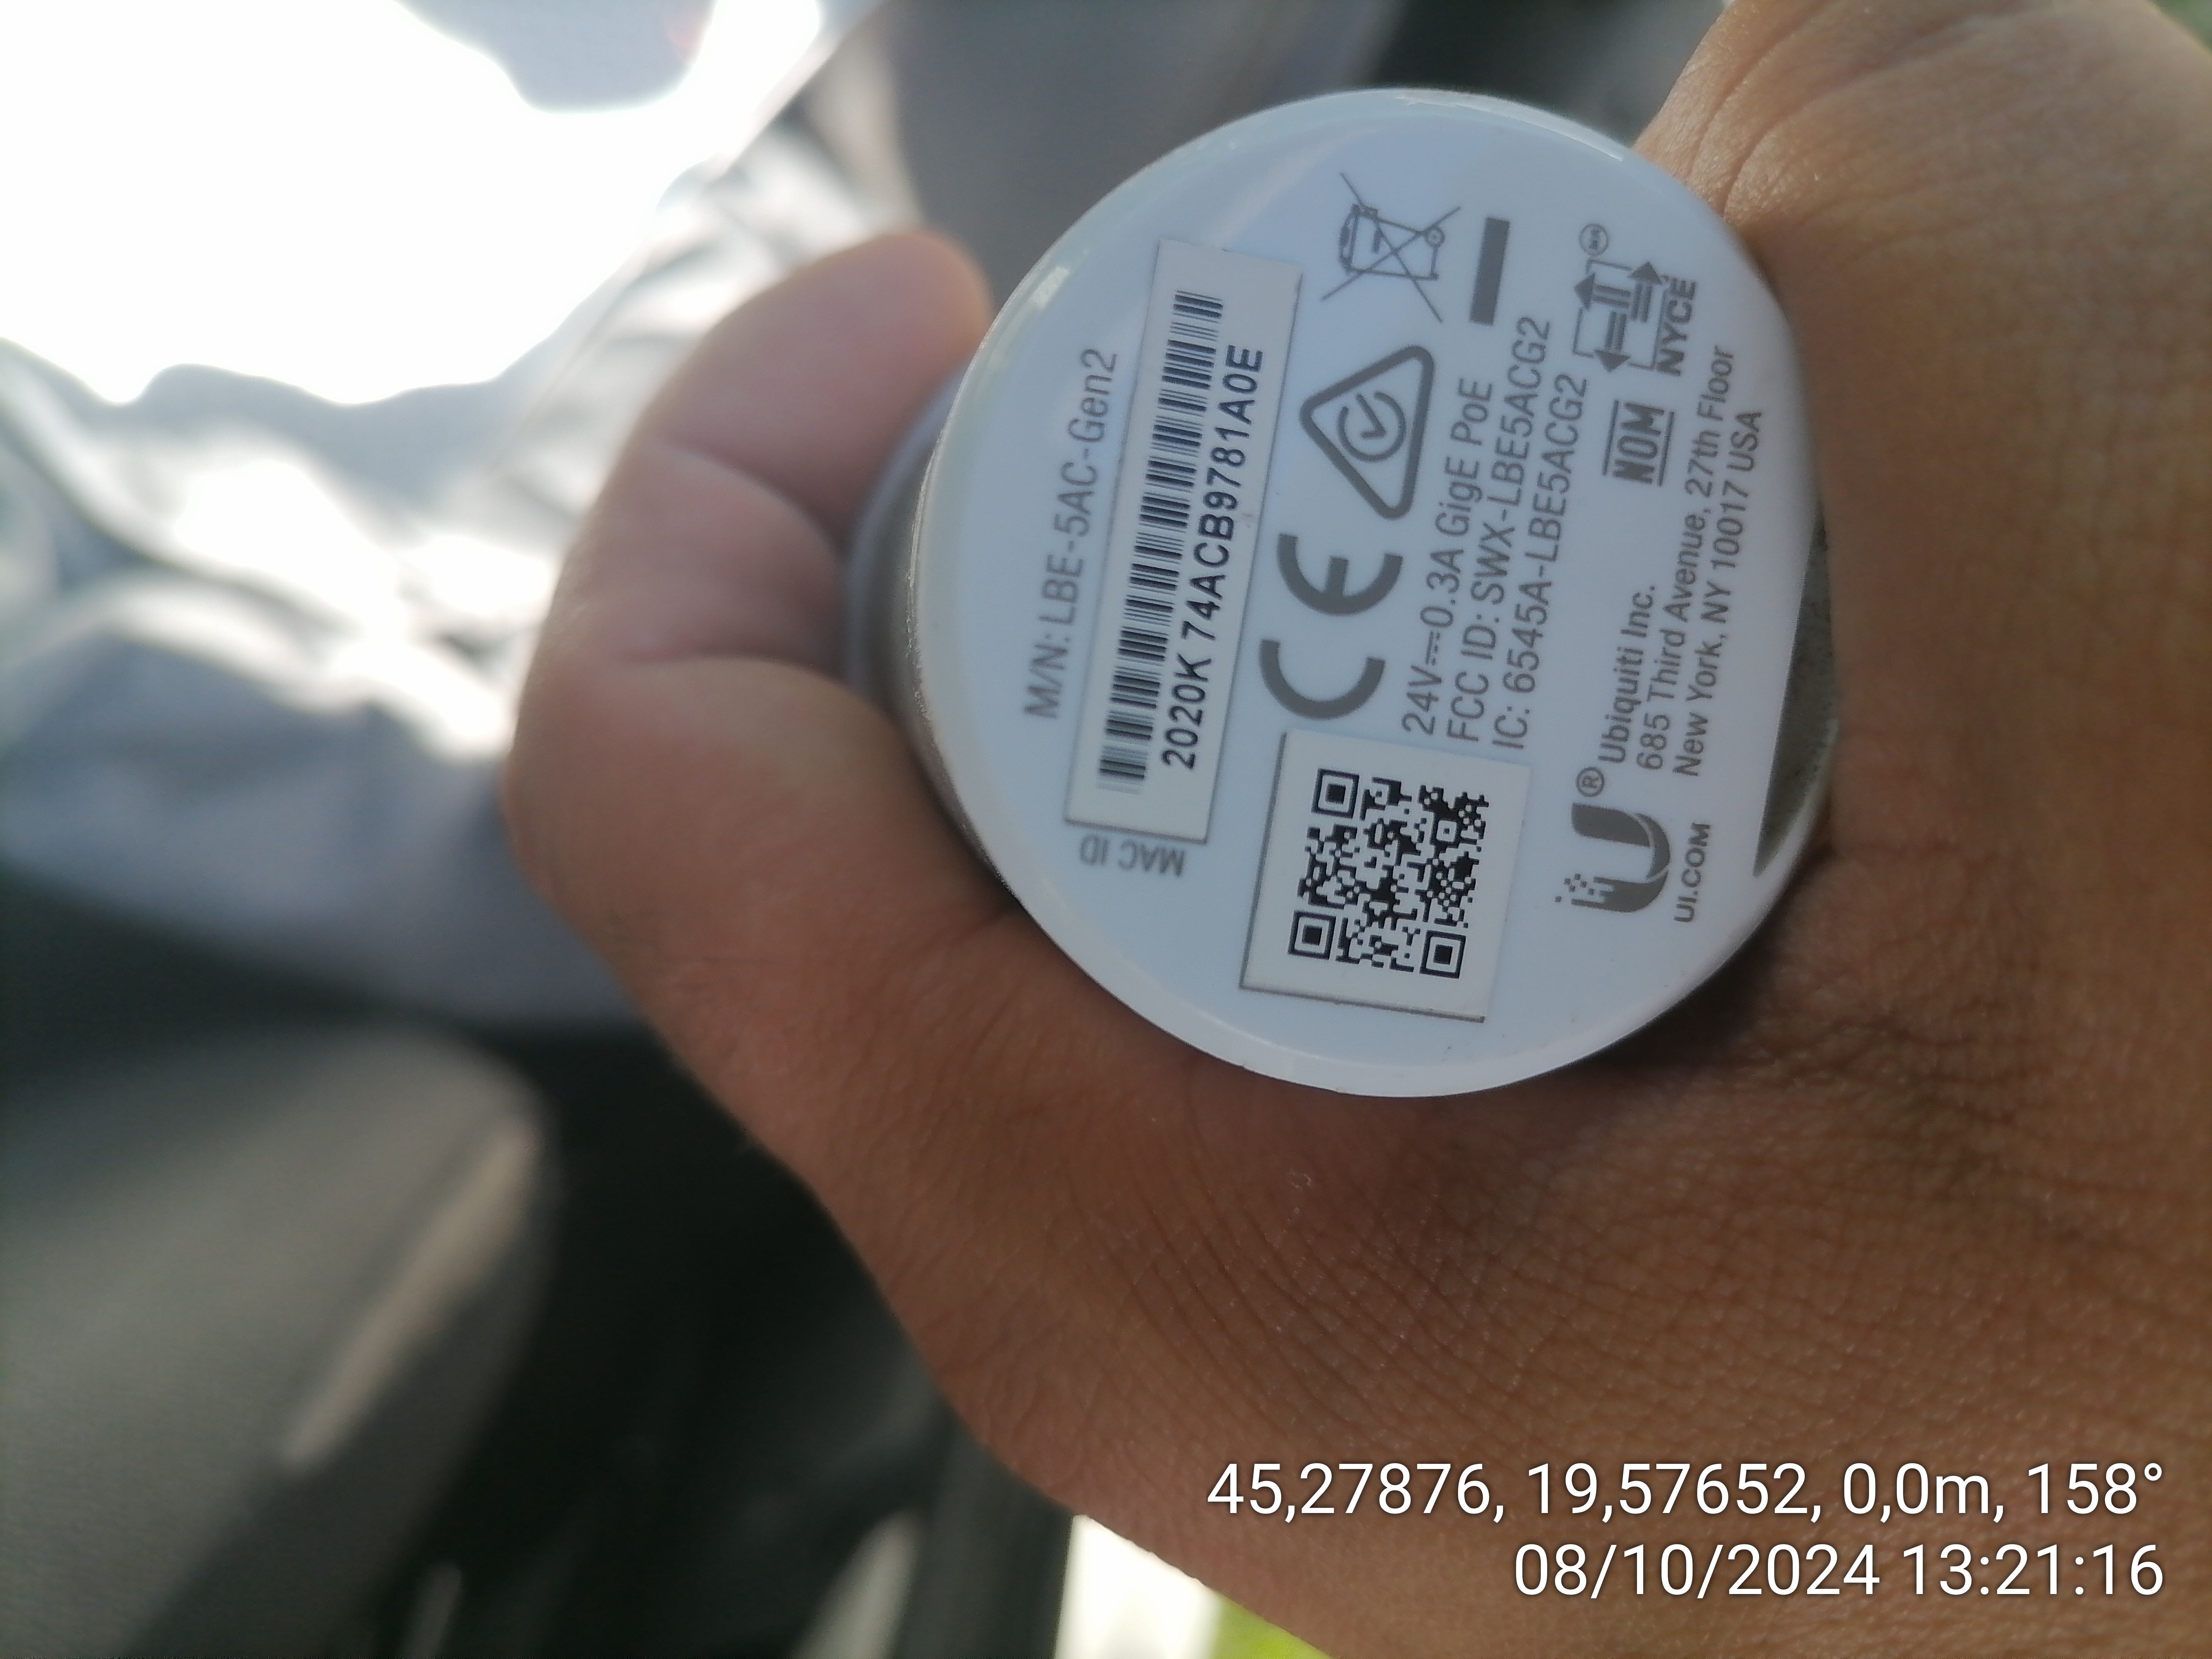 M/N: LBE-5AC-Gen2
MAC ID
2020K 74ACB9781A0E
24V⎓0.3A GigE PoE
FCC ID: SWX-LBE5ACG2
IC: 6545A-LBE5ACG2
NOM
NYCE
U® Ubiquiti Inc.
685 Third Avenue, 27th Floor
New York, NY 10017 USA
UI.COM
45,27876, 19,57652, 0,0m, 158°
08/10/2024 13:21:16